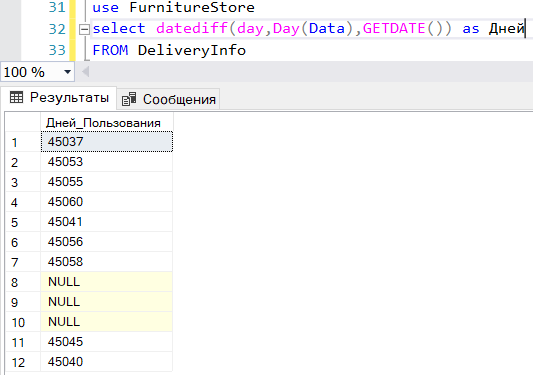 31 use FurnitureStore
32 select datediff(day,Day(Data),GETDATE()) as Дней
33 FROM DeliveryInfo
100 %
Результаты Сообщения
Дней_Пользования
1 45037
2 45053
3 45055
4 45060
5 45041
6 45056
7 45058
8 NULL
9 NULL
10 NULL
11 45045
12 45040